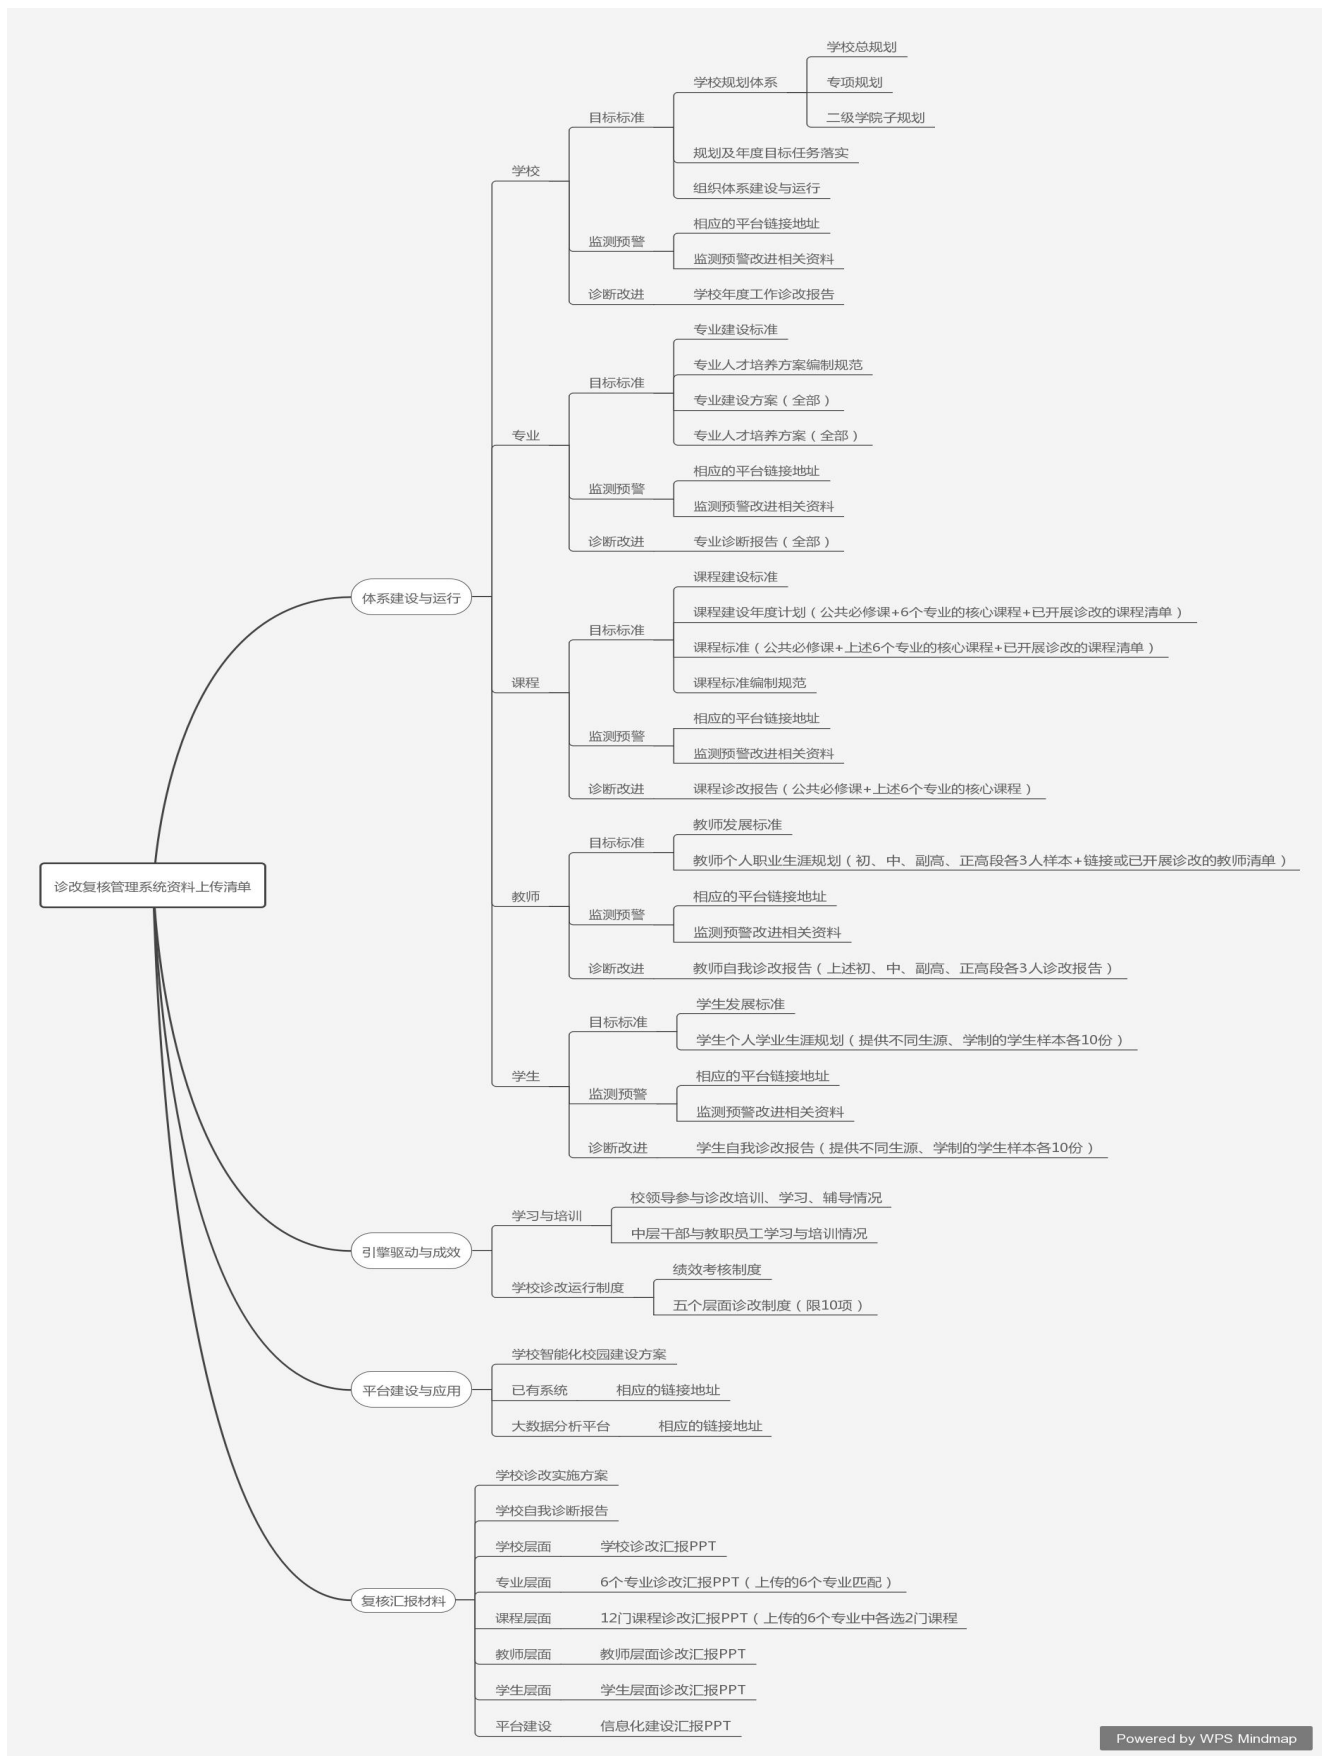 诊改复核管理系统资料上传清单
体系建设与运行
学校
目标标准
学校规划体系
学校总规划
专项规划
二级学院子规划
规划及年度目标任务落实
组织体系建设与运行
监测预警
相应的平台链接地址
监测预警改进相关资料
诊断改进
学校年度工作诊改报告
专业
目标标准
专业建设标准
专业人才培养方案编制规范
专业建设方案（全部）
专业人才培养方案（全部）
监测预警
相应的平台链接地址
监测预警改进相关资料
诊断改进
专业诊断报告（全部）
课程
目标标准
课程建设标准
课程建设年度计划（公共必修课+6个专业的核心课程+已开展诊改的课程清单）
课程标准（公共必修课+上述6个专业的核心课程+已开展诊改的课程清单）
课程标准编制规范
监测预警
相应的平台链接地址
监测预警改进相关资料
诊断改进
课程诊改报告（公共必修课+上述6个专业的核心课程）
教师
目标标准
教师发展标准
教师个人职业生涯规划（初、中、副高、正高段各3人样本+链接或已开展诊改的教师清单）
监测预警
相应的平台链接地址
监测预警改进相关资料
诊断改进
教师自我诊改报告（上述初、中、副高、正高段各3人诊改报告）
学生
目标标准
学生发展标准
学生个人学业生涯规划（提供不同生源、学制的学生样本各10份）
监测预警
相应的平台链接地址
监测预警改进相关资料
诊断改进
学生自我诊改报告（提供不同生源、学制的学生样本各10份）
引擎驱动与成效
学习与培训
校领导参与诊改培训、学习、辅导情况
中层干部与教职员工学习与培训情况
学校诊改运行制度
绩效考核制度
五个层面诊改制度（限10项）
平台建设与应用
学校智能化校园建设方案
已有系统
相应的链接地址
大数据分析平台
相应的链接地址
复核汇报材料
学校诊改实施方案
学校自我诊断报告
学校层面
学校诊改汇报PPT
专业层面
6个专业诊改汇报PPT（上传的6个专业匹配）
课程层面
12门课程诊改汇报PPT（上传的6个专业中各选2门课程
教师层面
教师层面诊改汇报PPT
学生层面
学生层面诊改汇报PPT
平台建设
信息化建设汇报PPT
Powered by WPS Mindmap